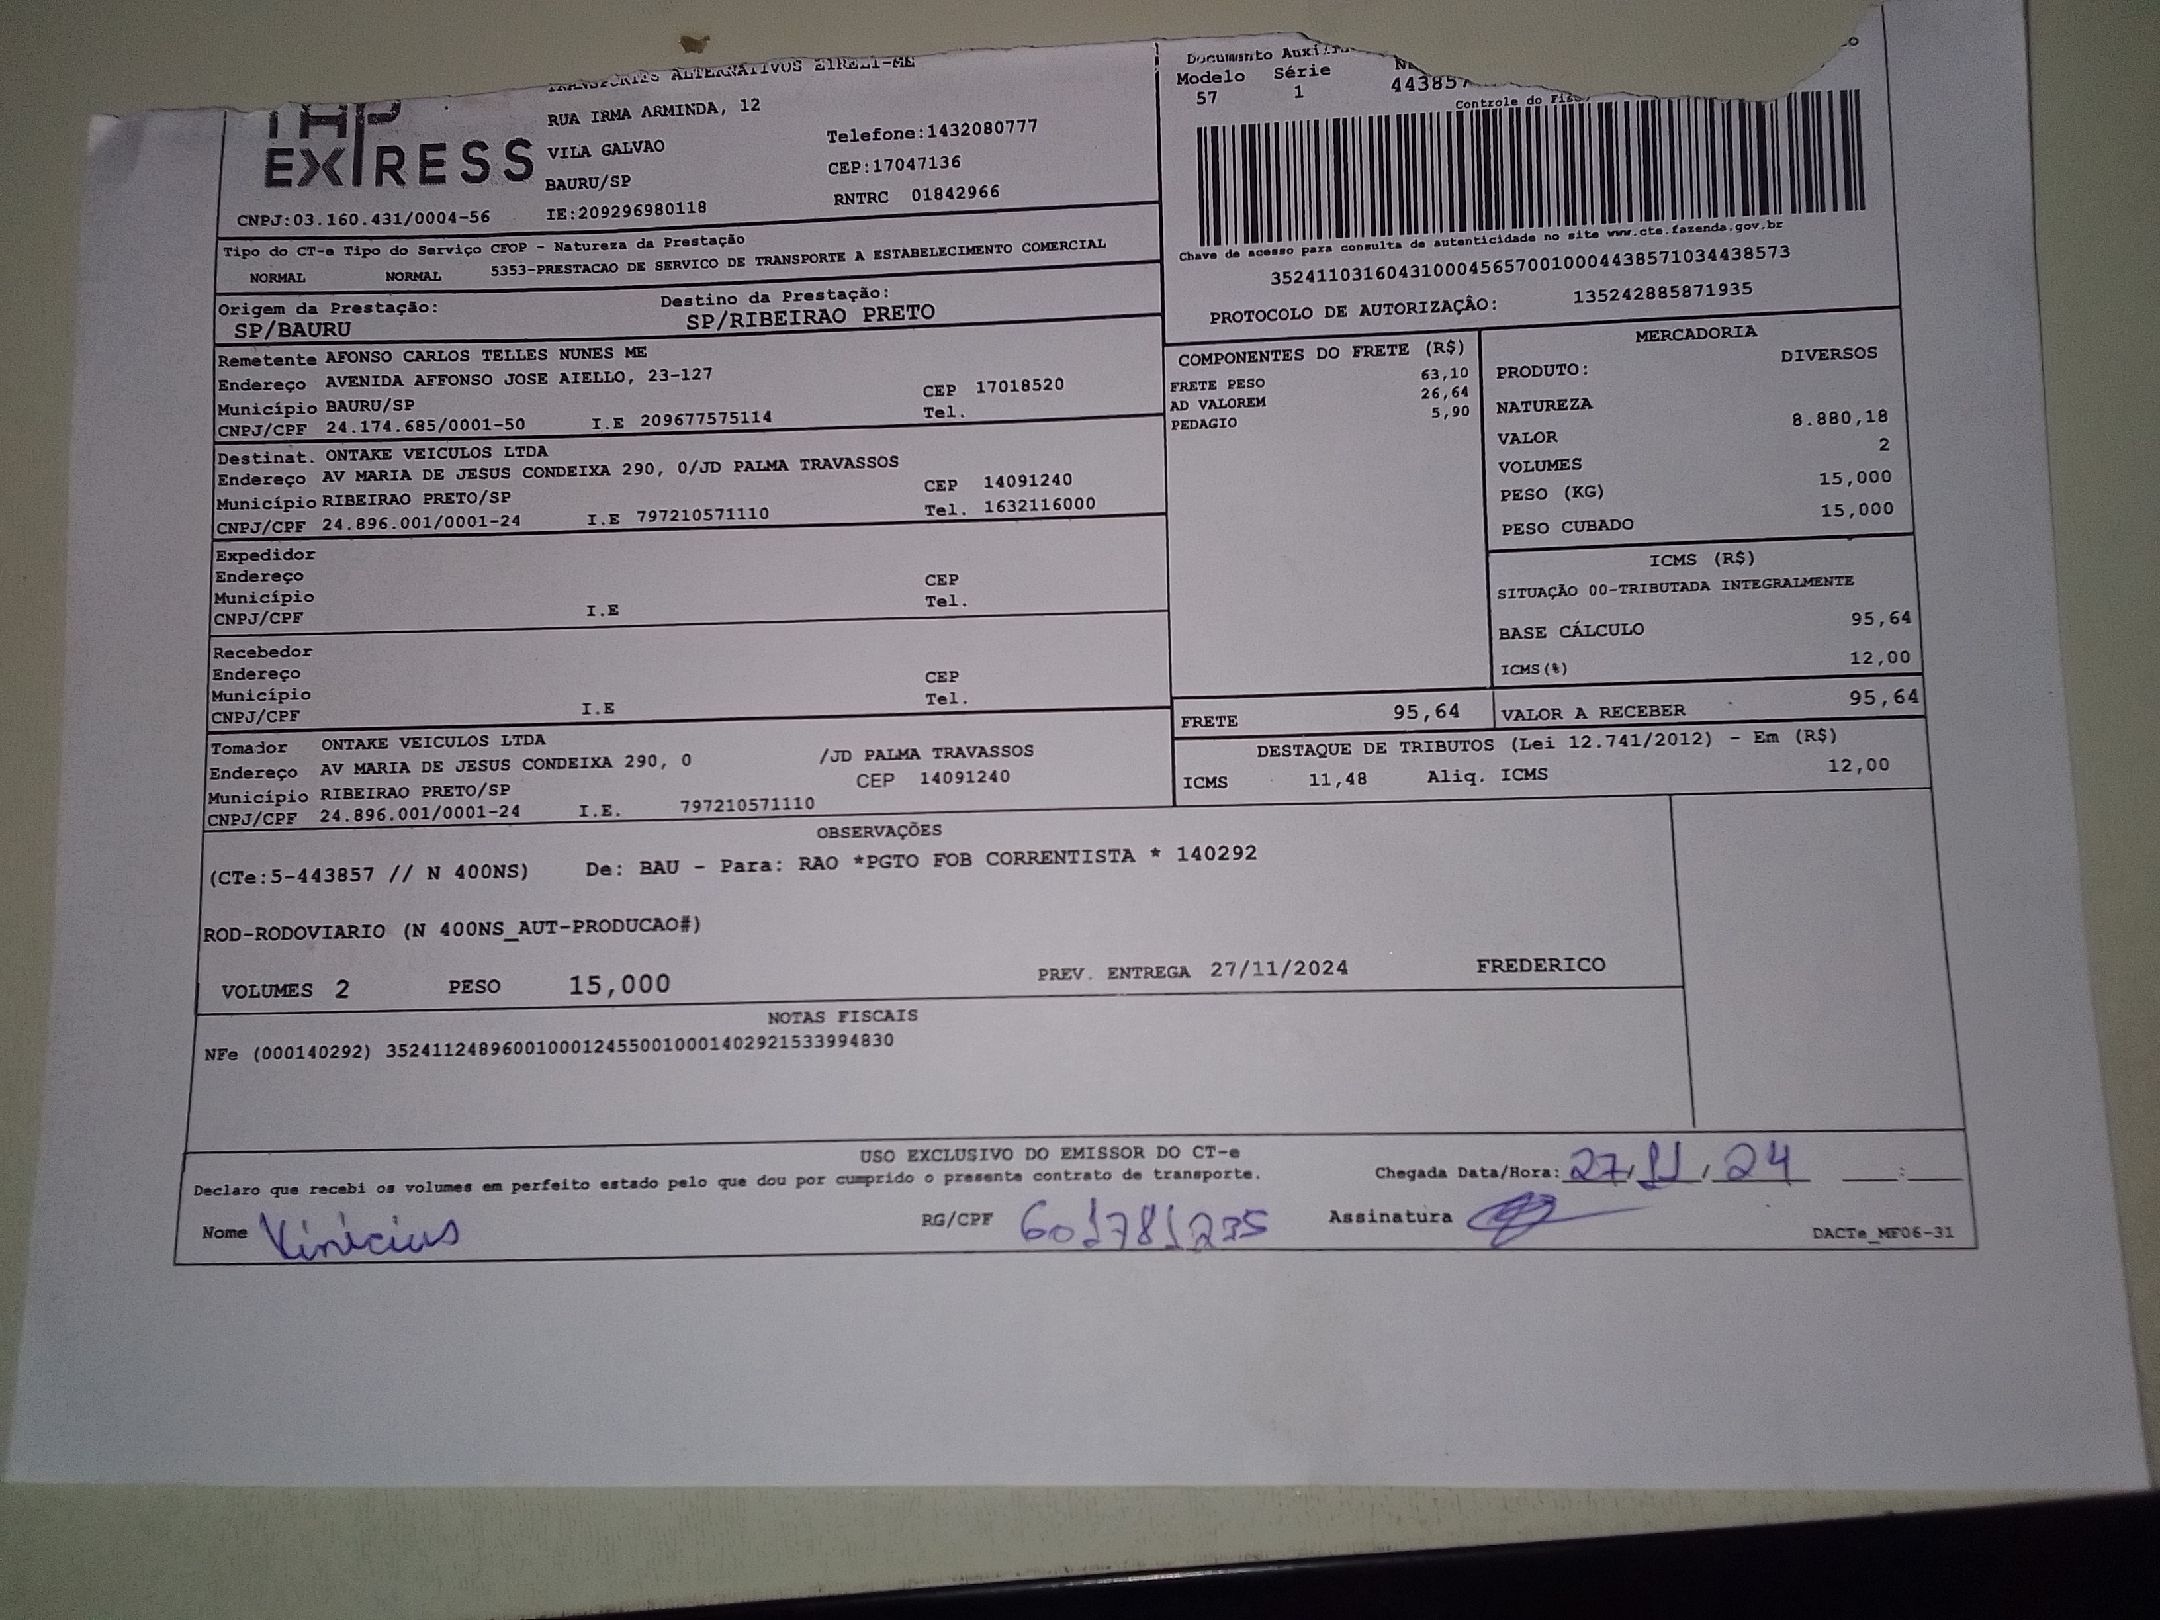 TRANSPORTES ALTERNATIVOS EIRELI-ME
EXPRESS
RUA IRMA ARMINDA, 12
VILA GALVAO
BAURU/SP
IE:209296980118
Telefone:1432080777
CEP:17047136
RNTRC 01842966
CNPJ:03.160.431/0004-56
Documento
Modelo Série
57 1 443857
Controle do
Chave de acesso para consulta de autenticidade no site www.cte.fazenda.gov.br
35241103160431000456570010004438571034438573
PROTOCOLO DE AUTORIZAÇÂO: 135242885871935
Tipo do CT-e Tipo do Serviço CFOP - Natureza da Prestação
NORMAL NORMAL 5353-PRESTACAO DE SERVICO DE TRANSPORTE A ESTABELECIMENTO COMERCIAL
Origem da Prestação: Destino da Prestação:
SP/BAURU SP/RIBEIRAO PRETO
Remetente AFONSO CARLOS TELLES NUNES ME
Endereço AVENIDA AFFONSO JOSE AIELLO, 23-127 CEP 17018520
Município BAURU/SP Tel.
CNPJ/CPF 24.174.685/0001-50 I.E 209677575114
Destinat. ONTAKE VEICULOS LTDA
Endereço AV MARIA DE JESUS CONDEIXA 290, 0/JD PALMA TRAVASSOS
Município RIBEIRAO PRETO/SP CEP 14091240
CNPJ/CPF 24.896.001/0001-24 I.E 797210571110 Tel. 1632116000
Expedidor
Endereço CEP
Município Tel.
CNPJ/CPF I.E
Recebedor
Endereço CEP
Município Tel.
CNPJ/CPF I.E
Tomador ONTAKE VEICULOS LTDA
Endereço AV MARIA DE JESUS CONDEIXA 290, 0 /JD PALMA TRAVASSOS
Município RIBEIRAO PRETO/SP CEP 14091240
CNPJ/CPF 24.896.001/0001-24 I.E. 797210571110
COMPONENTES DO FRETE (R$)
FRETE PESO 63,10
AD VALOREM 26,64
PEDAGIO 5,90
MERCADORIA
PRODUTO: DIVERSOS
NATUREZA
VALOR 8.880,18
VOLUMES 2
PESO (KG) 15,000
PESO CUBADO 15,000
ICMS (R$)
SITUAÇÃO 00-TRIBUTADA INTEGRALMENTE
BASE CÁLCULO 95,64
ICMS(%) 12,00
FRETE 95,64 VALOR A RECEBER 95,64
DESTAQUE DE TRIBUTOS (Lei 12.741/2012) - Em (R$)
ICMS 11,48 Aliq. ICMS 12,00
OBSERVAÇÕES
(CTe:5-443857 // N 400NS) De: BAU - Para: RAO *PGTO FOB CORRENTISTA * 140292
ROD-RODOVIARIO (N 400NS_AUT-PRODUCAO#)
VOLUMES 2 PESO 15,000 PREV. ENTREGA 27/11/2024 FREDERICO
NOTAS FISCAIS
NFe (000140292) 35241124896001000124550010001402921533994830
USO EXCLUSIVO DO EMISSOR DO CT-e
Declaro que recebi os volumes em perfeito estado pelo que dou por cumprido o presente contrato de transporte.
Chegada Data/Hora: 27/11/24 :
Nome Vinicius RG/CPF 601781235 Assinatura
DACTe_MF06-31